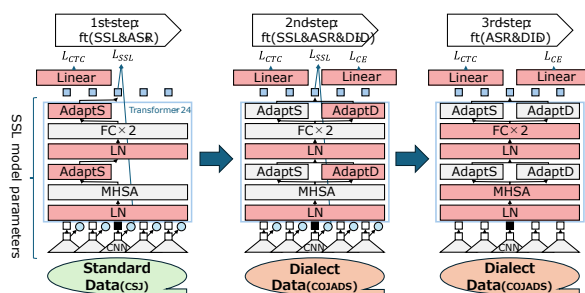 1st-step:
ft(SSL&ASR)
L_CTC
L_SSL
Linear
AdaptS
Transformer24
FC×2
LN
AdaptS
MHSA
LN
CNN
Standard
Data(CSJ)
SSL model parameters
2nd-step:
ft(SSL&ASR&DID)
L_CTC
L_SSL
L_CE
Linear
Linear
AdaptS
AdaptD
FC×2
LN
AdaptS
AdaptD
MHSA
LN
CNN
Dialect
Data(COJADS)
3rd-step:
ft(ASR&DID)
L_CTC
L_CE
Linear
Linear
AdaptS
AdaptD
FC×2
LN
AdaptS
AdaptD
MHSA
LN
CNN
Dialect
Data(COJADS)